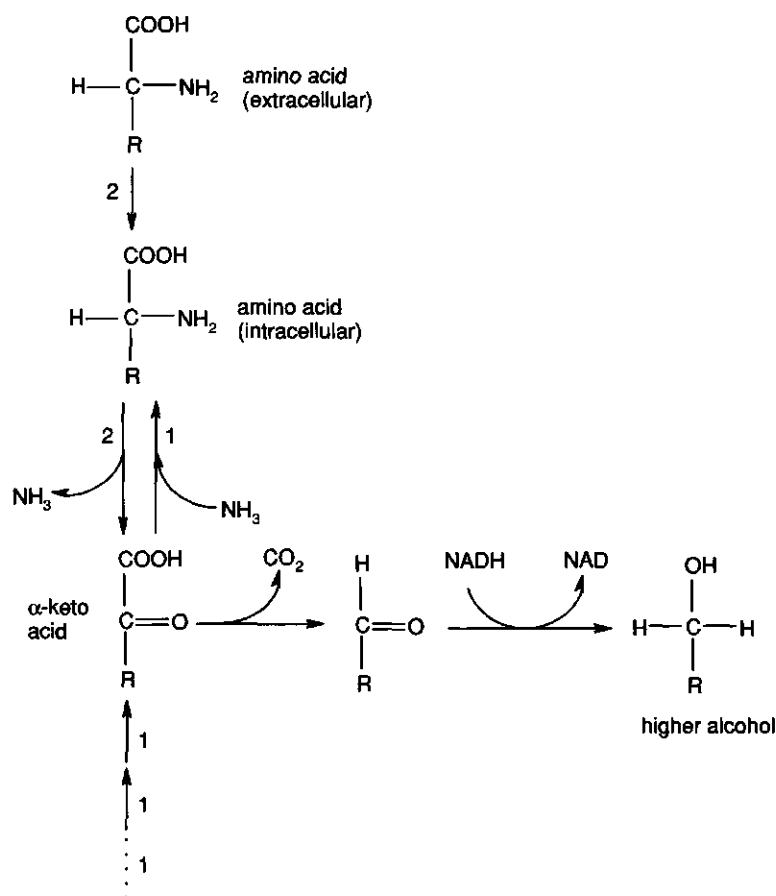 COOH
H—C—NH₂
amino acid
(extracellular)
R
2
COOH
H—C—NH₂
amino acid
(intracellular)
R
2
1
NH₃
NH₃
COOH
α-keto
acid
C=O
R
CO₂
H
C=O
R
NADH
NAD
OH
H—C—H
R
higher alcohol
1
1
1